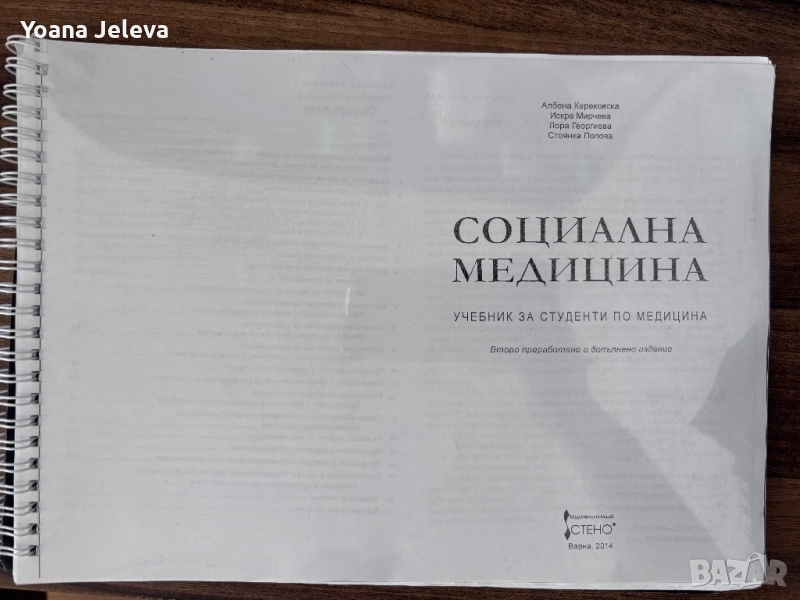 Yoana Jeleva
Албена Керековска
Искра Мирчева
Лора Георгиева
Стоянка Попова
СОЦИАЛНА
МЕДИЦИНА
УЧЕБНИК ЗА СТУДЕНТИ ПО МЕДИЦИНА
Второ преработено и допълнено издание
СТЕНО
Варна, 2014
BAZAR